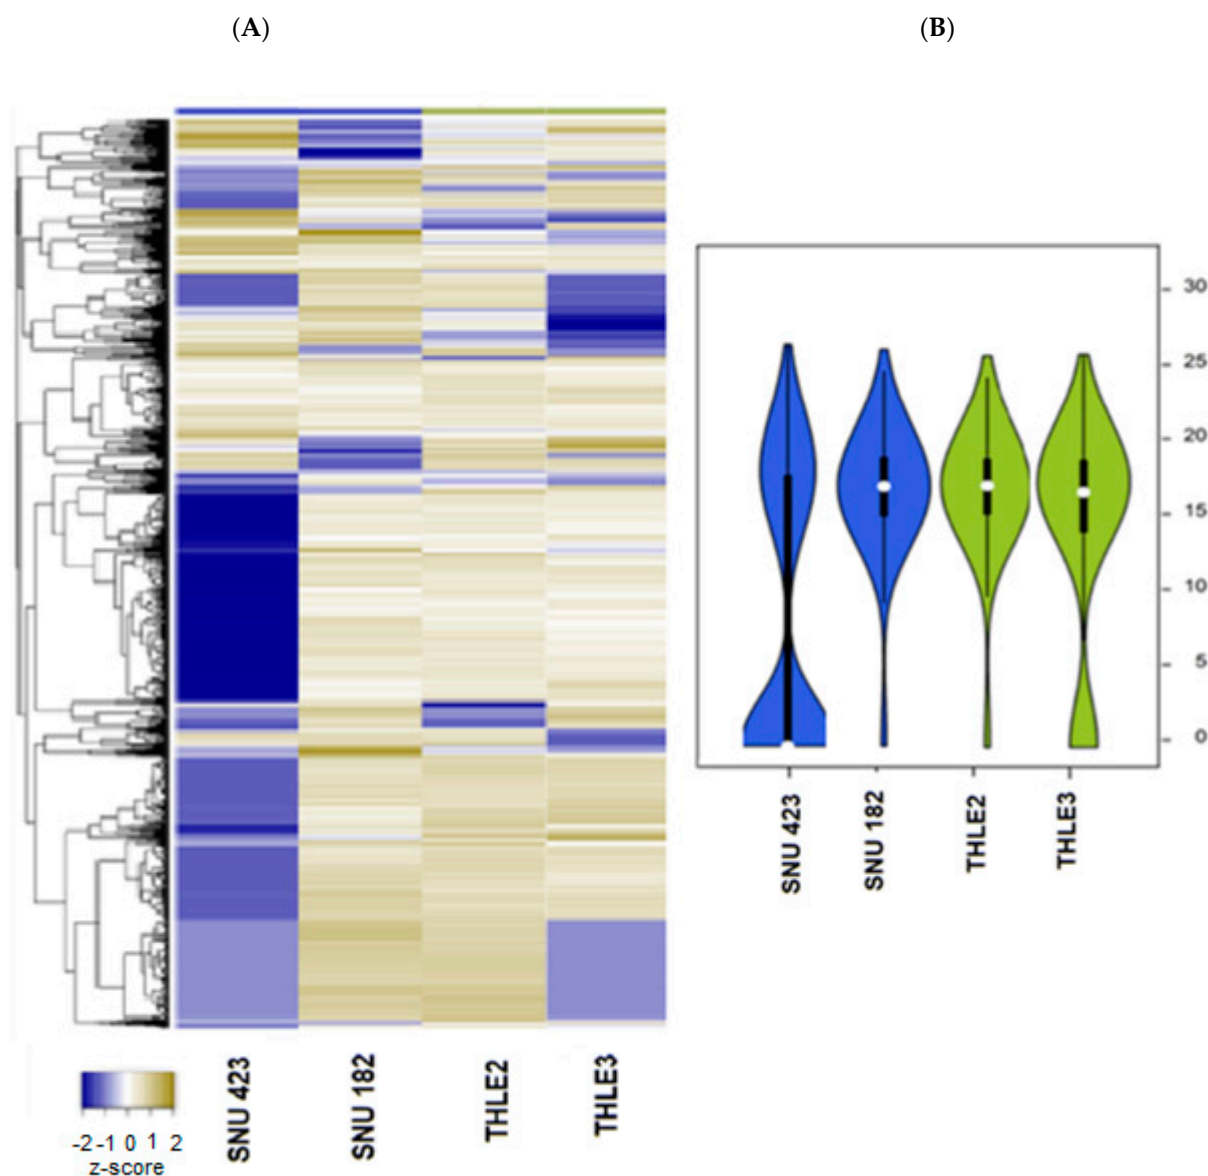 (A)
(B)
30
25
20
15
10
5
0
SNU 423
SNU 182
THLE2
THLE3
SNU 423
SNU 182
THLE2
THLE3
-2 -1 0 1 2
z-score